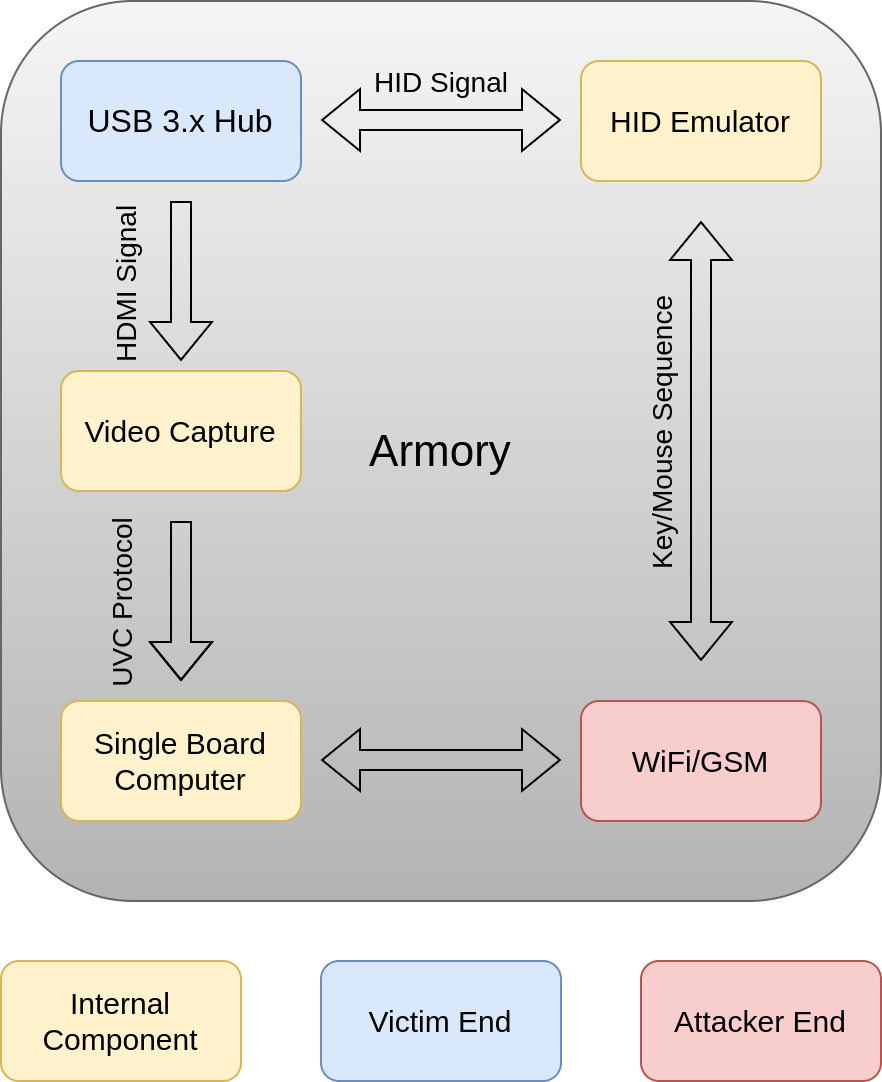 HID Signal
USB 3.x Hub
HID Emulator
HDMI Signal
Key/Mouse Sequence
Video Capture
Armory
UVC Protocol
Single Board
Computer
WiFi/GSM
Internal
Component
Victim End
Attacker End